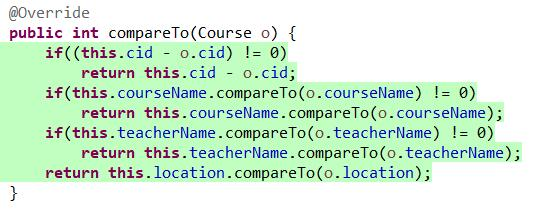 @Override
public int compareTo(Course o) {
    if((this.cid - o.cid) != 0)
        return this.cid - o.cid;
    if(this.courseName.compareTo(o.courseName) != 0)
        return this.courseName.compareTo(o.courseName);
    if(this.teacherName.compareTo(o.teacherName) != 0)
        return this.teacherName.compareTo(o.teacherName);
    return this.location.compareTo(o.location);
}